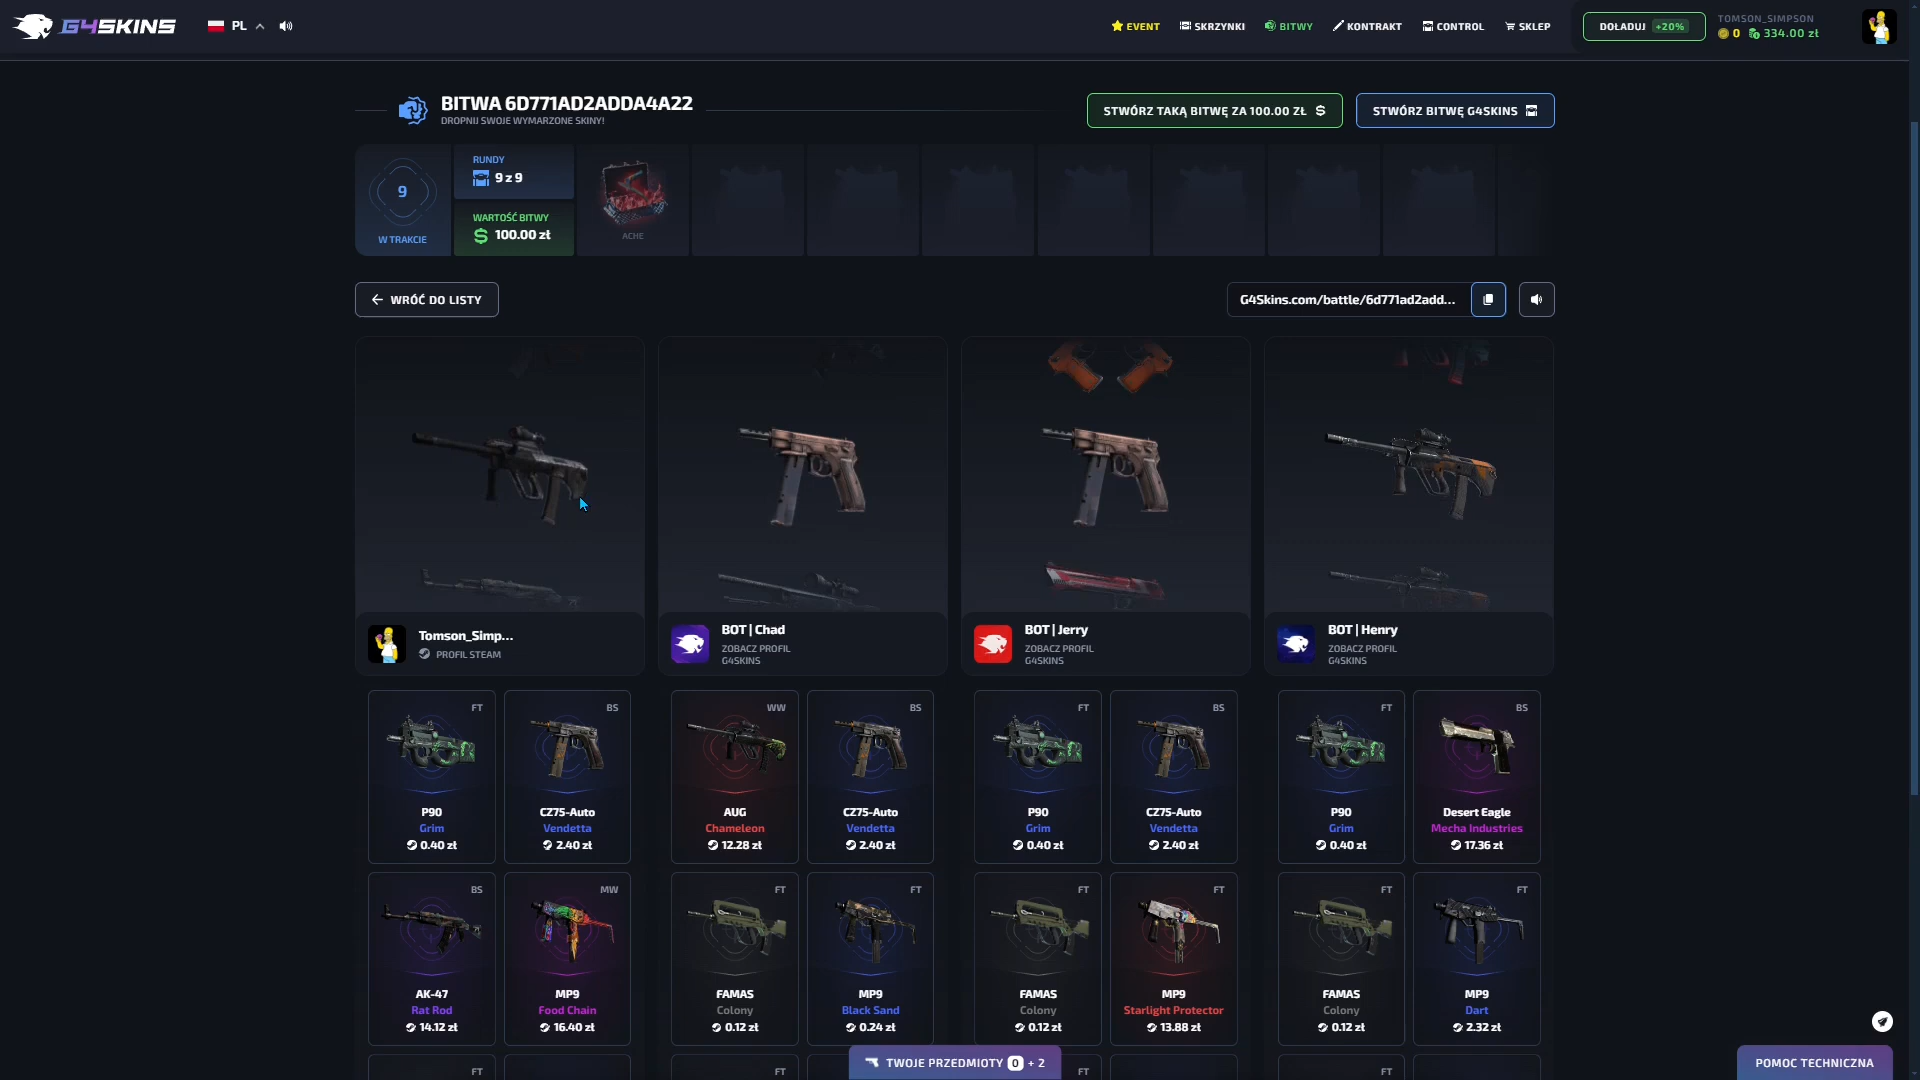 G4SKINS
PL
EVENT
SKRZYNKI
BITWY
KONTRAKT
CONTROL
SKLEP
DOŁADUJ +20%
TOMSON_SIMPSON
0 334.00 zł
BITWA 6D771AD2ADDA4A22
DROPNIJ SWOJE WYMARZONE SKINY!
STWÓRZ TAKĄ BITWĘ ZA 100.00 ZŁ
STWÓRZ BITWĘ G4SKINS
9
W TRAKCIE
RUNDY
9 z 9
WARTOŚĆ BITWY
100.00 zł
ACHE
WRÓĆ DO LISTY
G4Skins.com/battle/6d771ad2add...
Tomson_Simp...
PROFIL STEAM
BOT | Chad
ZOBACZ PROFIL
G4SKINS
BOT | Jerry
ZOBACZ PROFIL
G4SKINS
BOT | Henry
ZOBACZ PROFIL
G4SKINS
FT
P90
Grim
0.40 zł
BS
CZ75-Auto
Vendetta
2.40 zł
WW
AUG
Chameleon
12.28 zł
BS
CZ75-Auto
Vendetta
2.40 zł
FT
P90
Grim
0.40 zł
BS
CZ75-Auto
Vendetta
2.40 zł
FT
P90
Grim
0.40 zł
BS
Desert Eagle
Mecha Industries
17.36 zł
BS
AK-47
Rat Rod
14.12 zł
MW
MP9
Food Chain
16.40 zł
FT
FAMAS
Colony
0.12 zł
FT
MP9
Black Sand
0.24 zł
FT
FAMAS
Colony
0.12 zł
FT
MP9
Starlight Protector
13.88 zł
FT
FAMAS
Colony
0.12 zł
FT
MP9
Dart
2.32 zł
FT
FT
FT
FT
TWOJE PRZEDMIOTY 0 + 2
POMOC TECHNICZNA